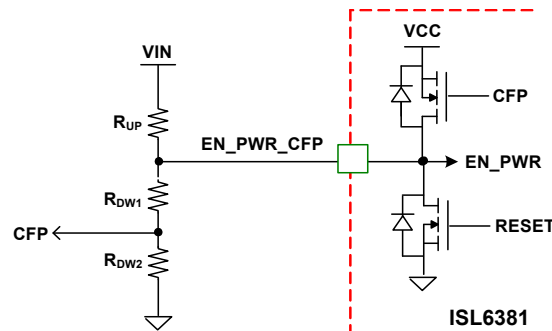 VCC
VIN
CFP
RUP
EN_PWR_CFP
EN_PWR
RDW1
CFP
RESET
RDW2
ISL6381